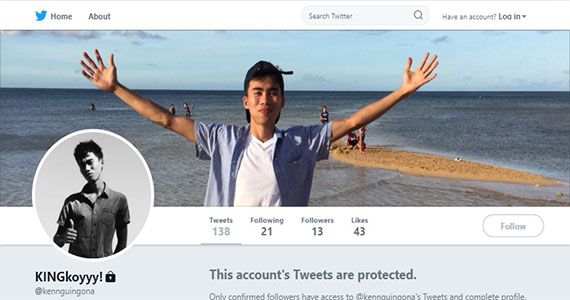 Home About Search Twitter Have an account? Log in
Tweets Following Followers Likes
138 21 13 43 Follow
KINGkoyyy!
@kennguingona
This account's Tweets are protected.
Only confirmed followers have access to @kennguingona's Tweets and complete profile.